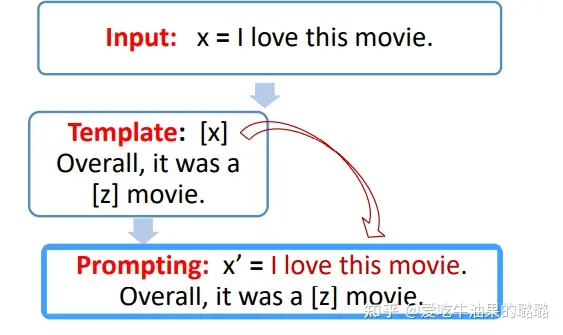 Input: x = I love this movie.
Template: [x]
Overall, it was a
[z] movie.
Prompting: x’ = I love this movie.
Overall, it was a [z] movie.
知乎 @爱吃牛油果的璐璐